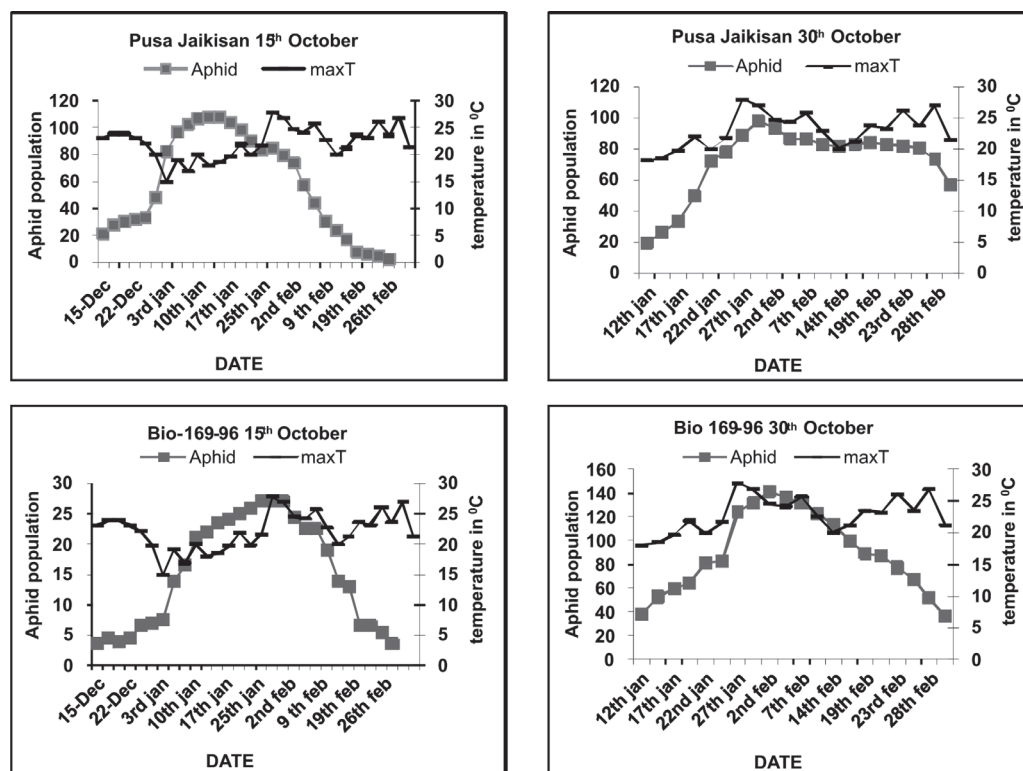 Pusa Jaikisan 15th October
Aphid maxT
120
100
80
60
40
20
0
30
25
20
15
10
5
0
Aphid population
temperature in 0C
15-Dec 22-Dec 3rd jan 10th jan 17th jan 25th jan 2nd feb 9 th feb 19th feb 26th feb
DATE
Pusa Jaikisan 30th October
Aphid maxT
120
100
80
60
40
20
0
30
25
20
15
10
5
0
Aphid population
temperature in 0C
12th jan 17th jan 22nd jan 27th jan 2nd feb 7th feb 14th feb 19th feb 23rd feb 28th feb
DATE
Bio-169-96 15th October
Aphid maxT
30
25
20
15
10
5
0
30
25
20
15
10
5
0
Aphid population
temperature in 0C
15-Dec 22-Dec 3rd jan 10th jan 17th jan 25th jan 2nd feb 9 th feb 19th feb 26th feb
DATE
Bio 169-96 30th October
Aphid maxT
160
140
120
100
80
60
40
20
0
30
25
20
15
10
5
0
Aphid population
temperature in 0C
12th jan 17th jan 22nd jan 27th jan 2nd feb 7th feb 14th feb 19th feb 23rd feb 28th feb
DATE